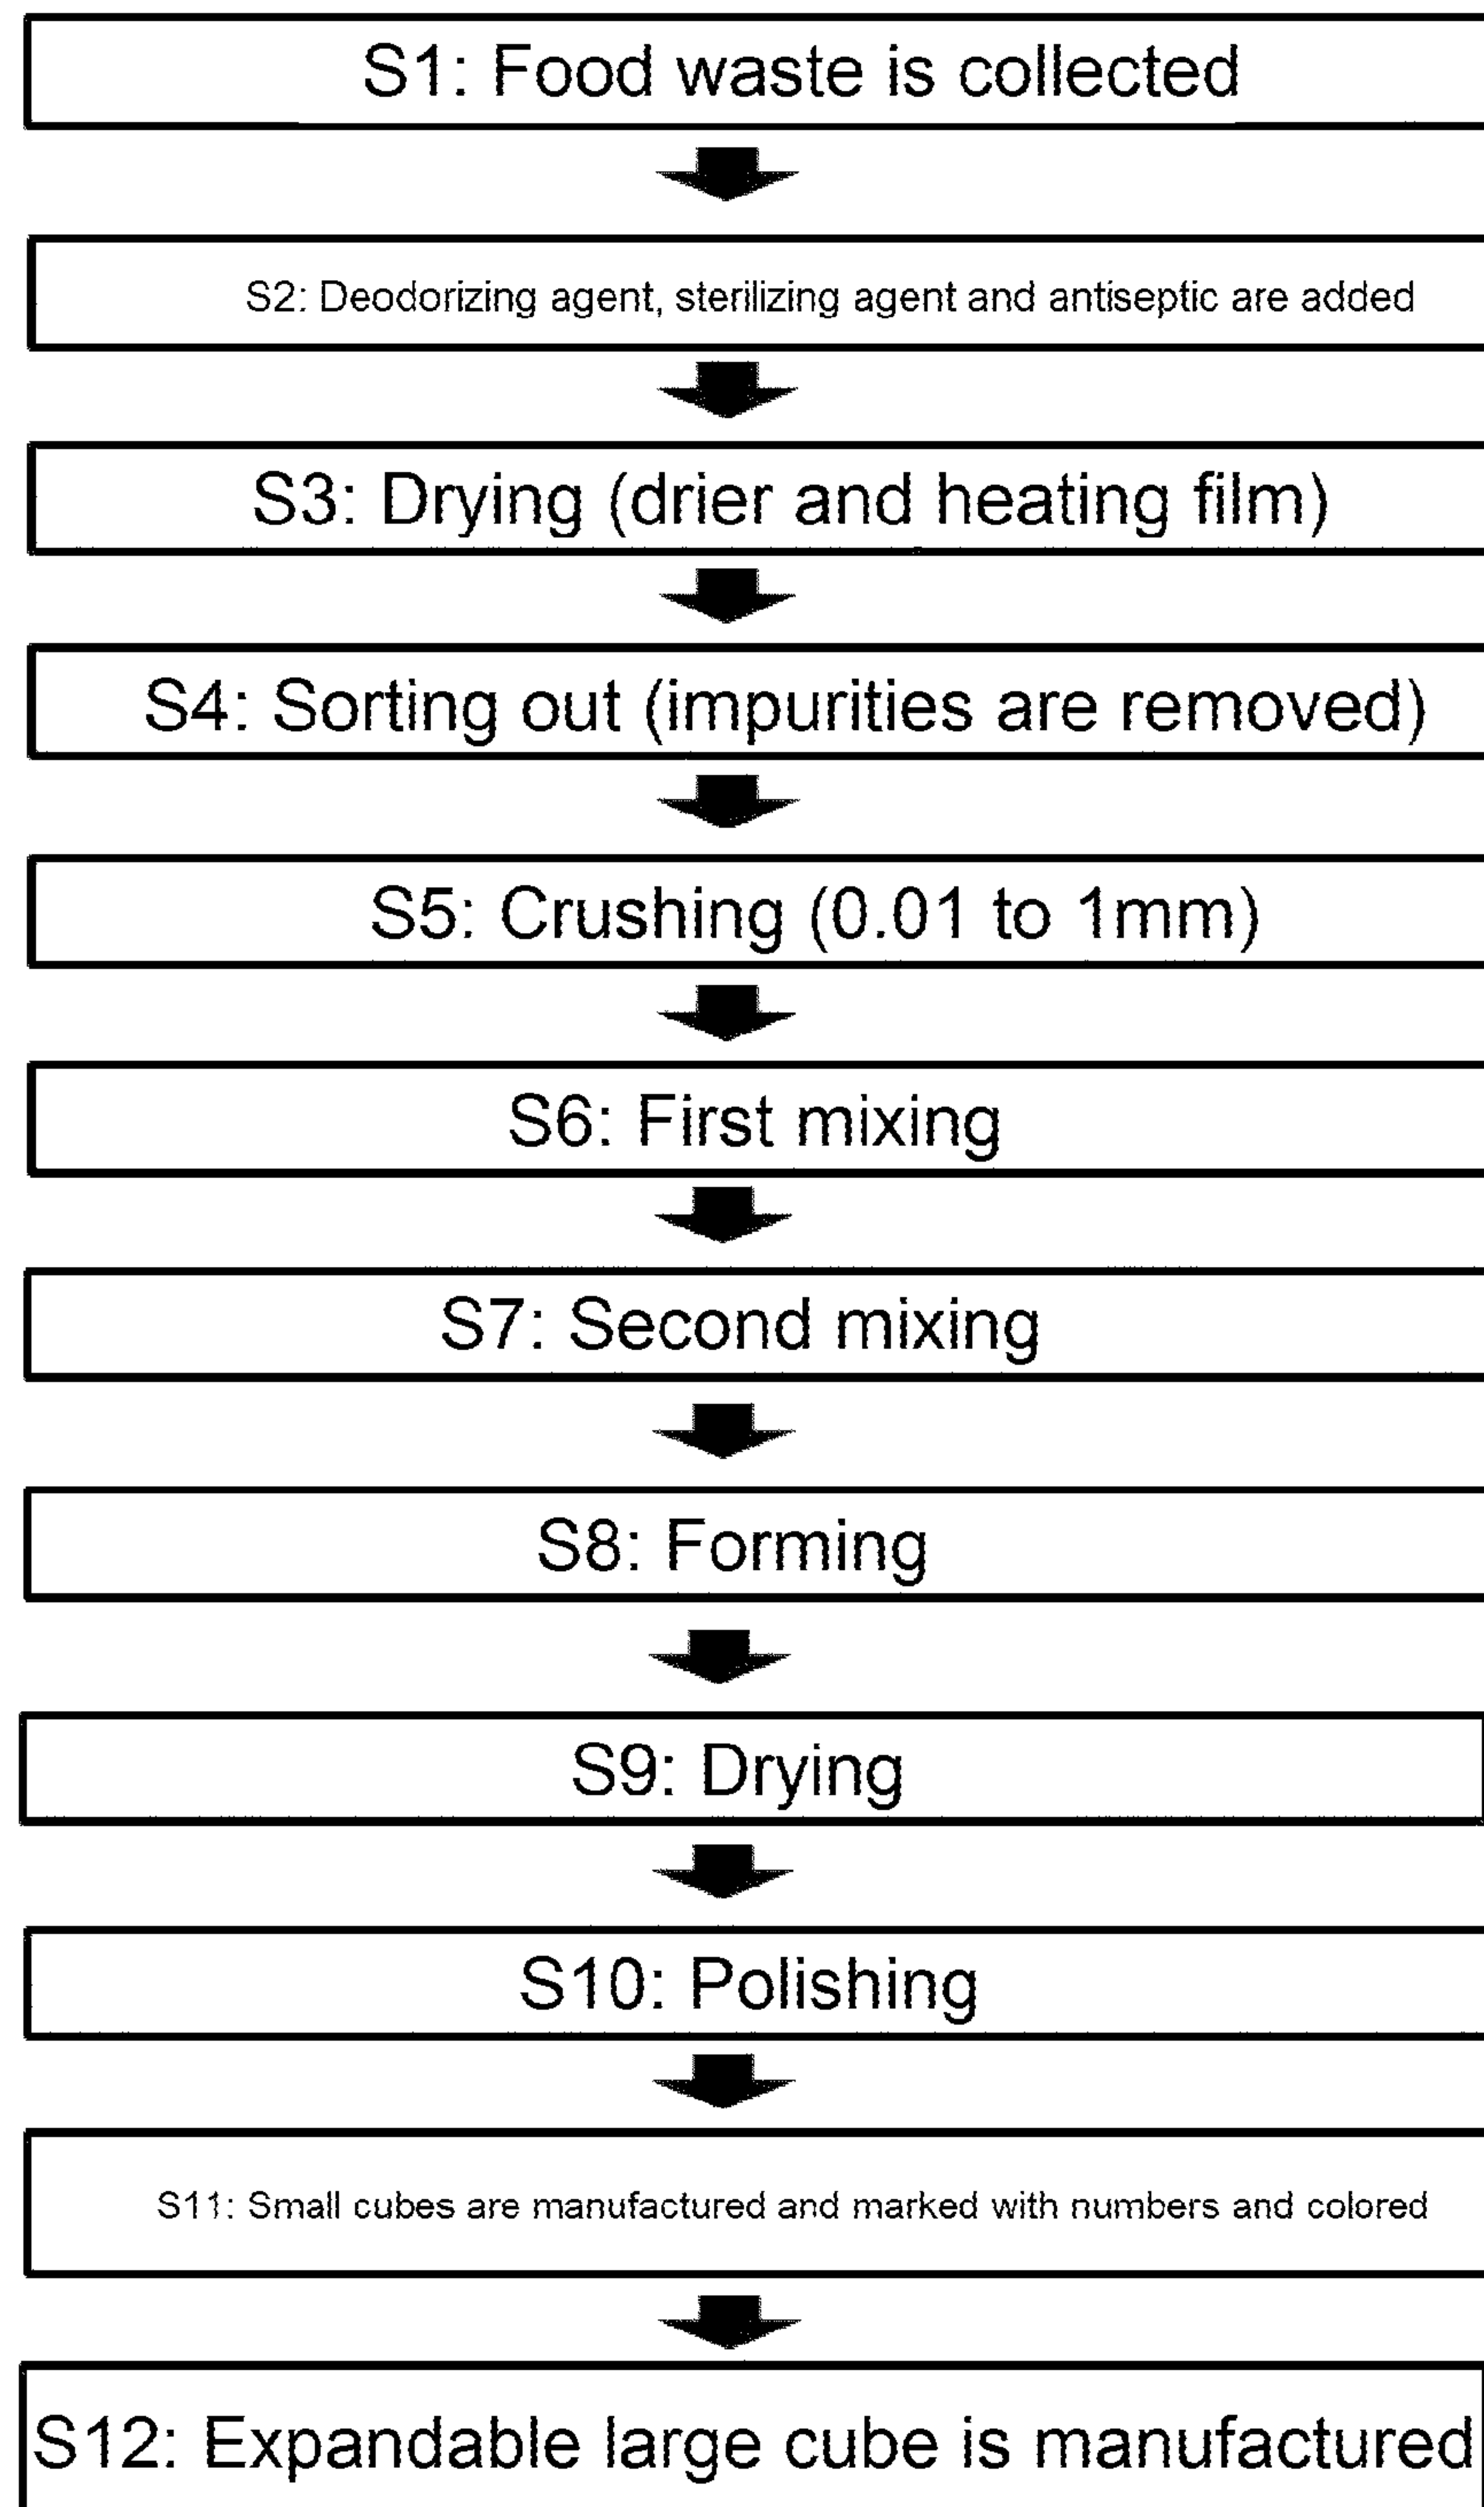 S1: Food waste is collected
S2: Deodorizing agent, sterilizing agent and antiseptic are added
S3: Drying (drier and heating film)
S4: Sorting out (impurities are removed)
S5: Crushing (0.01 to 1mm)
S6: First mixing
S7: Second mixing
S8: Forming
S9: Drying
S10: Polishing
S11: Small cubes are manufactured and marked with numbers and colored
S12: Expandable large cube is manufactured